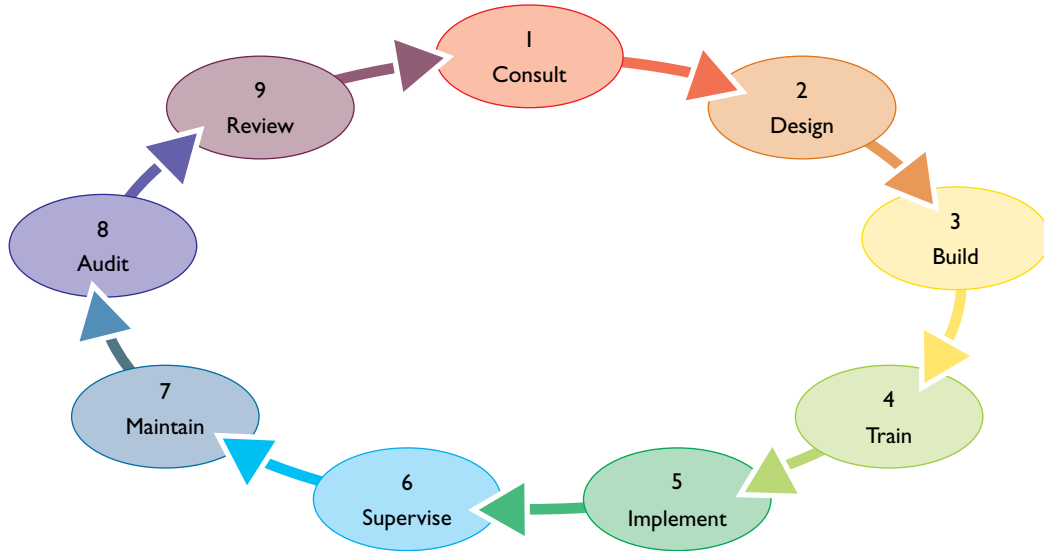 1
Consult
2
Design
3
Build
4
Train
5
Implement
6
Supervise
7
Maintain
8
Audit
9
Review